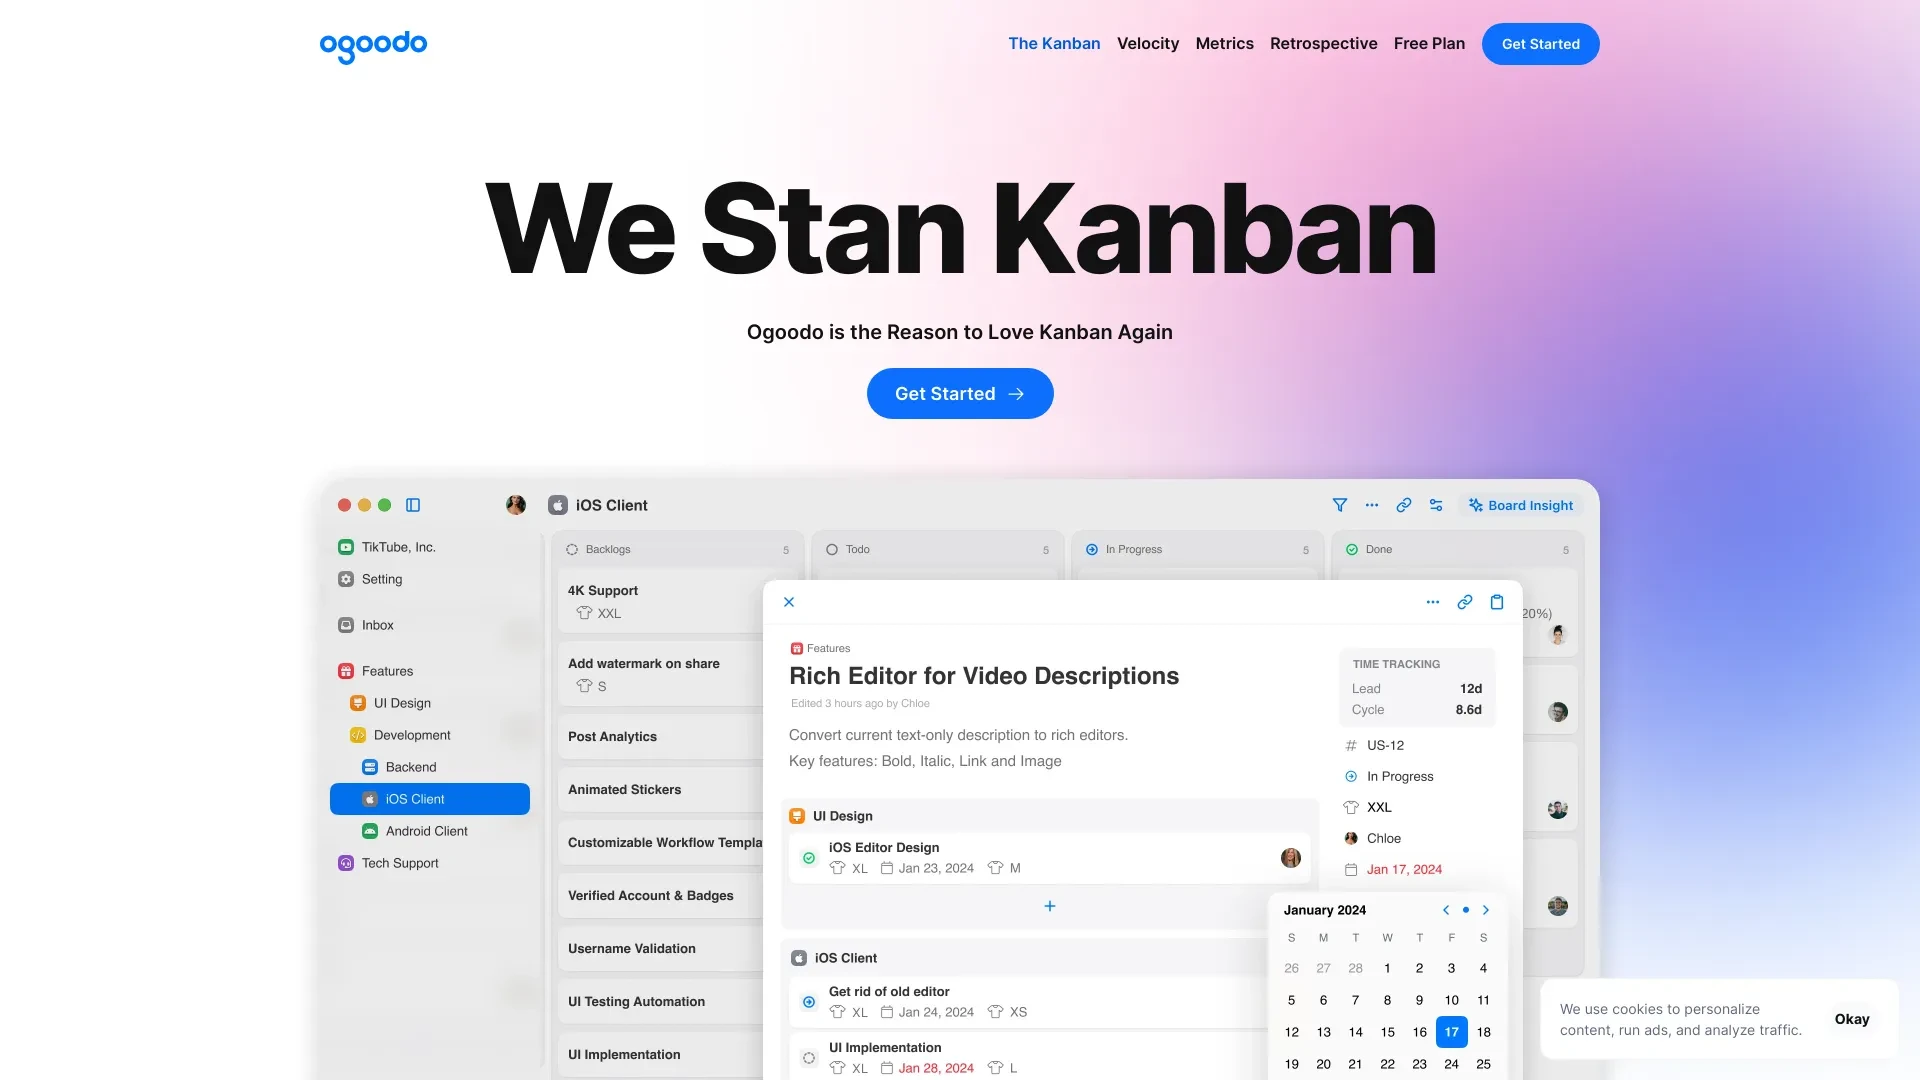 ogoodo
The Kanban
Velocity
Metrics
Retrospective
Free Plan
Get Started
We Stan Kanban
Ogoodo is the Reason to Love Kanban Again
Get Started
iOS Client
Board Insight
TikTube, Inc.
Setting
Inbox
Features
UI Design
Development
Backend
iOS Client
Android Client
Tech Support
Backlogs 5
Todo 5
In Progress 5
Done 5
4K Support
XXL
Add watermark on share
S
Post Analytics
Animated Stickers
Customizable Workflow Templa
Verified Account & Badges
Username Validation
UI Testing Automation
UI Implementation
20%)
Features
Rich Editor for Video Descriptions
Edited 3 hours ago by Chloe
Convert current text-only description to rich editors.
Key features: Bold, Italic, Link and Image
UI Design
iOS Editor Design
XL Jan 23, 2024 M
iOS Client
Get rid of old editor
XL Jan 24, 2024 XS
UI Implementation
XL Jan 28, 2024 L
TIME TRACKING
Lead 12d
Cycle 8.6d
US-12
In Progress
XXL
Chloe
Jan 17, 2024
January 2024
S M T W T F S
26 27 28 1 2 3 4
5 6 7 8 9 10 11
12 13 14 15 16 17 18
19 20 21 22 23 24 25
We use cookies to personalize
content, run ads, and analyze traffic.
Okay